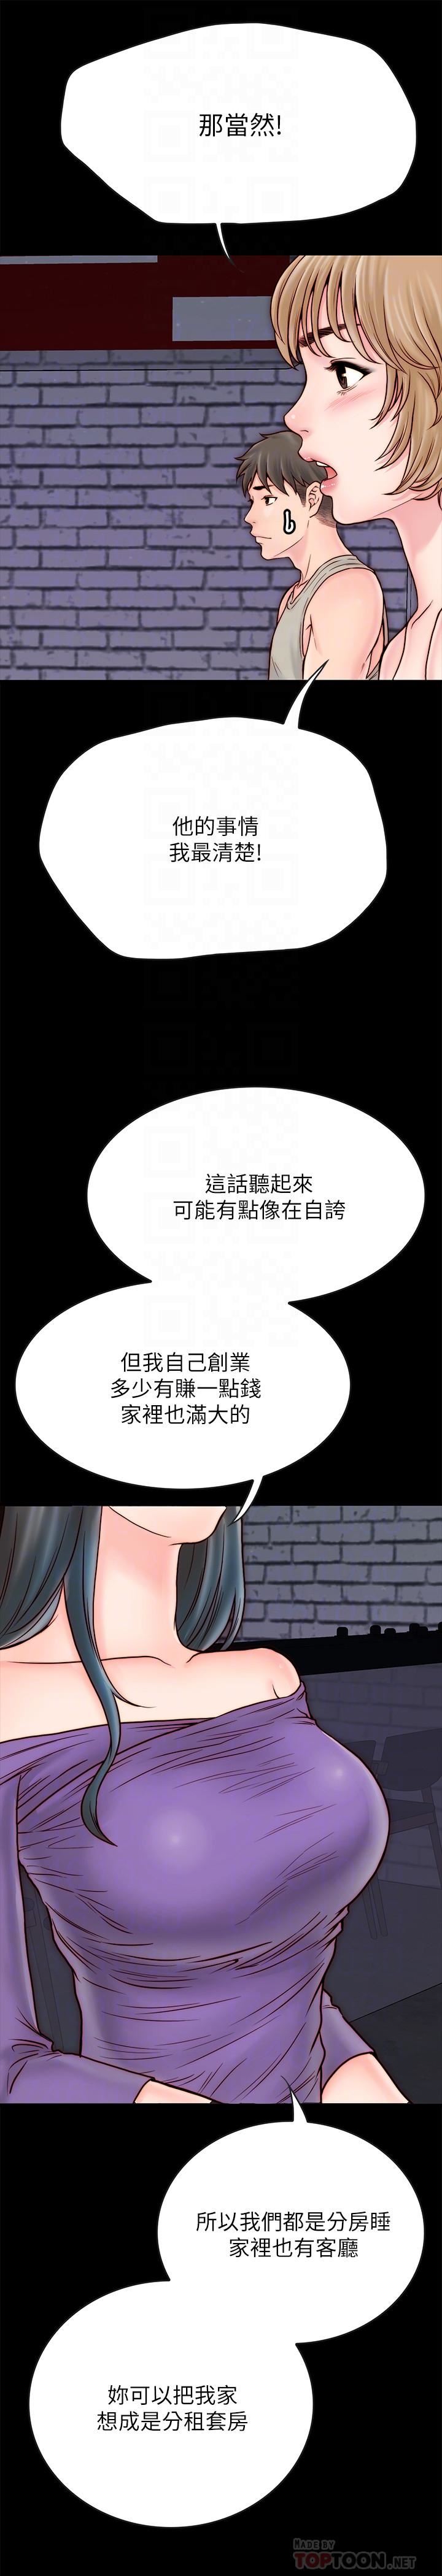 那當然!
他的事情
我最清楚!
這話聽起來
可能有點像在自誇
但我自己創業
多少有賺一點錢
家裡也滿大的
所以我們都是分房睡
家裡也有客廳
妳可以把我家
想成是分租套房
MADE BY
TOPTOON.NET